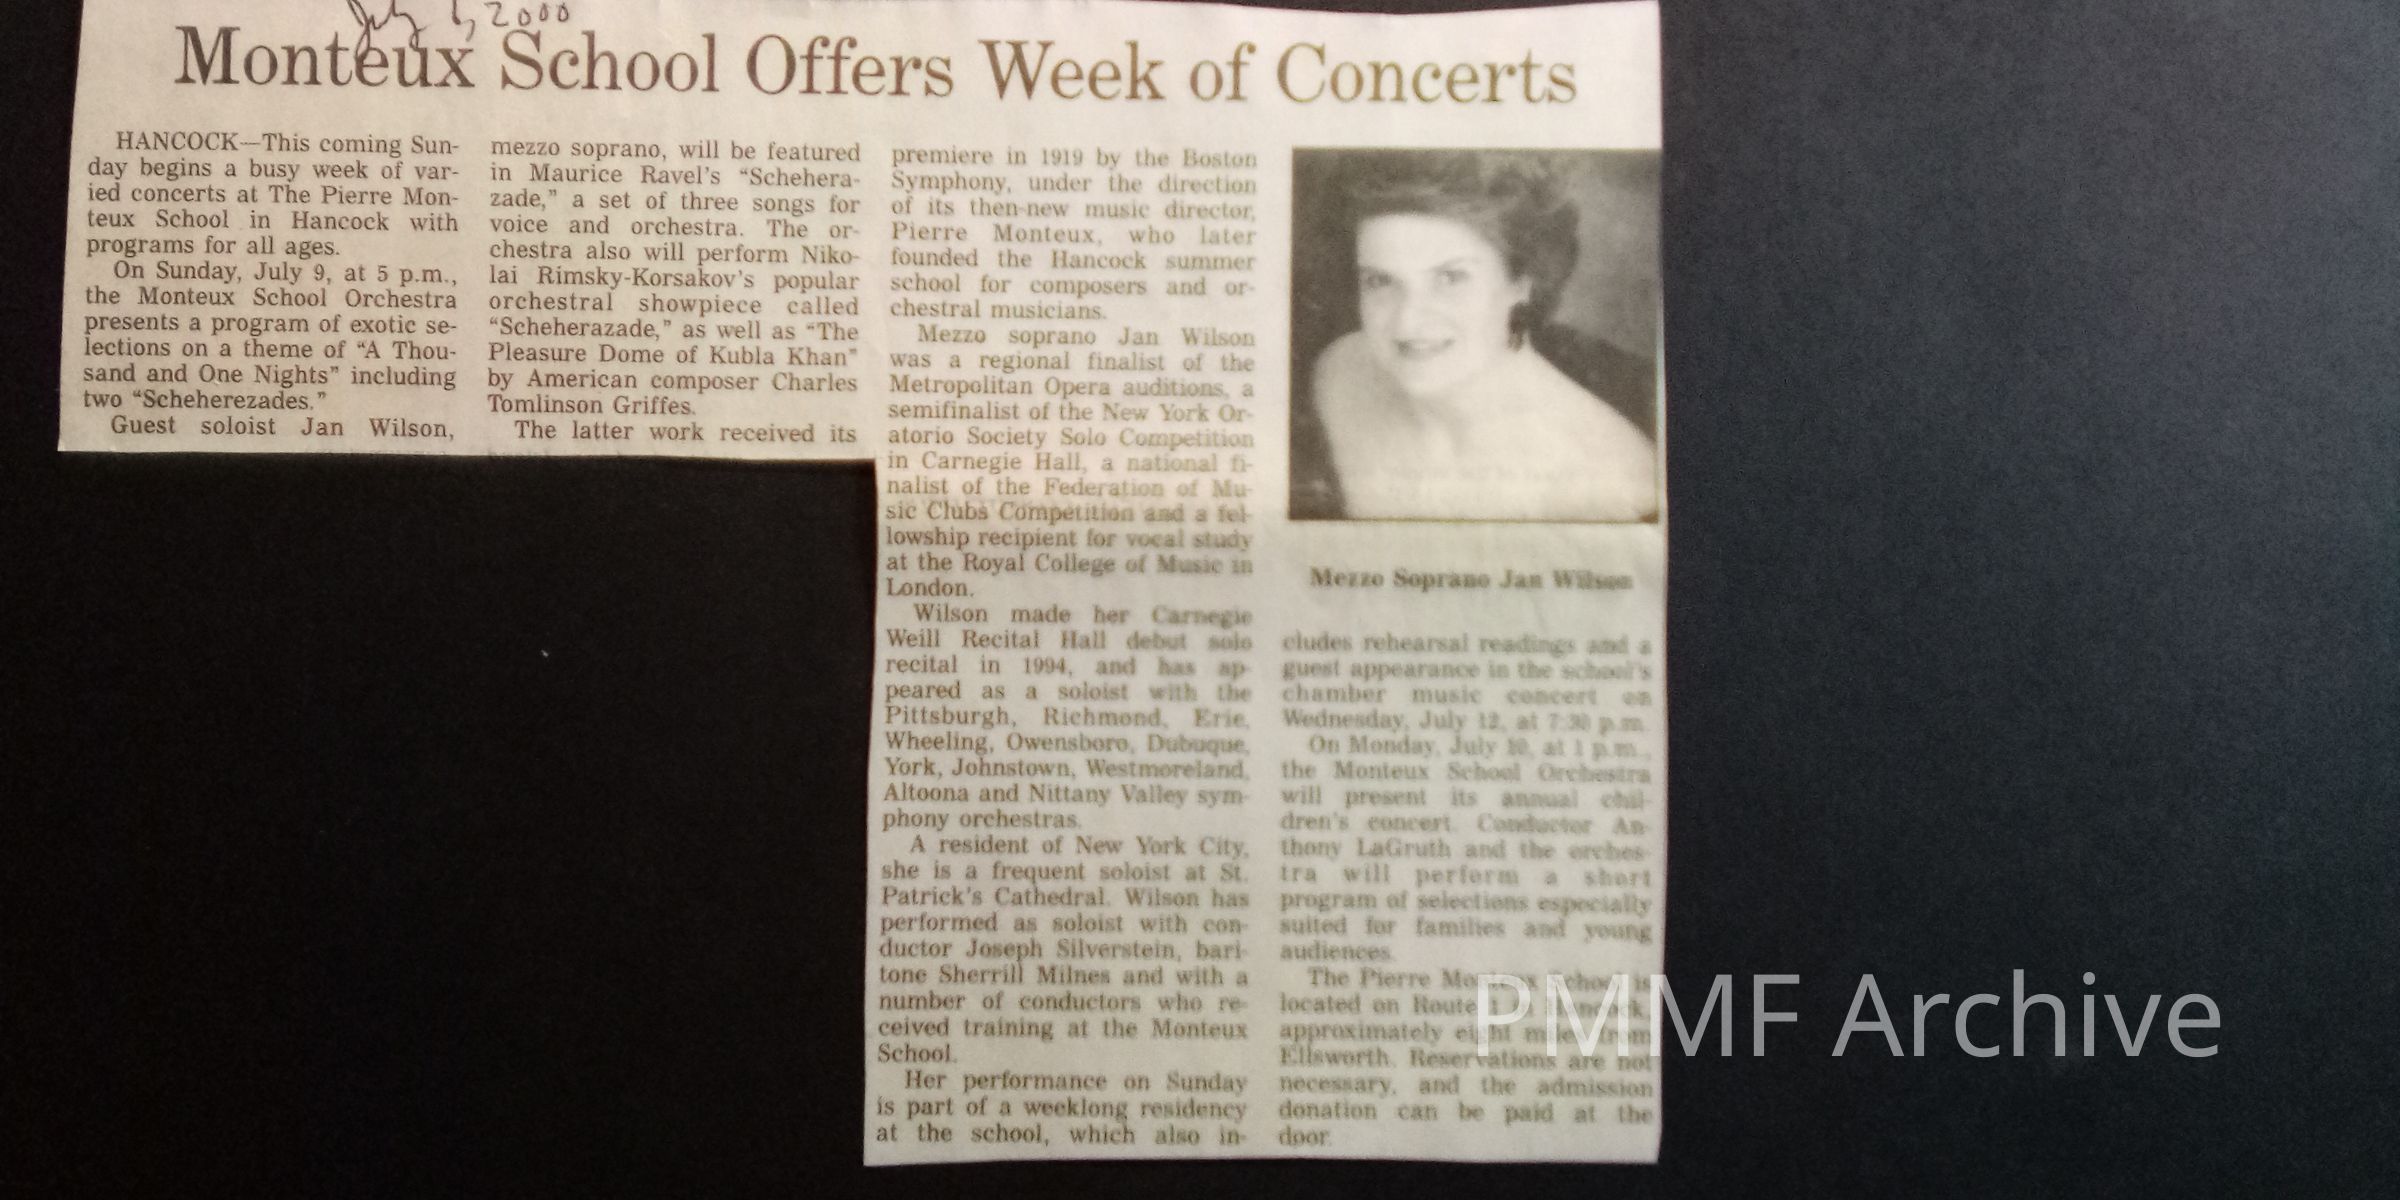 July 6, 2000
Monteux School Offers Week of Concerts
HANCOCK—This coming Sun-
day begins a busy week of var-
ied concerts at The Pierre Mon-
teux School in Hancock with
programs for all ages.
On Sunday, July 9, at 5 p.m.,
the Monteux School Orchestra
presents a program of exotic se-
lections on a theme of “A Thou-
sand and One Nights” including
two “Scheherezades.”
Guest soloist Jan Wilson,
mezzo soprano, will be featured
in Maurice Ravel’s “Schehera-
zade,” a set of three songs for
voice and orchestra. The or-
chestra also will perform Niko-
lai Rimsky-Korsakov’s popular
orchestral showpiece called
“Scheherazade,” as well as “The
Pleasure Dome of Kubla Khan”
by American composer Charles
Tomlinson Griffes.
The latter work received its
premiere in 1919 by the Boston
Symphony, under the direction
of its then-new music director,
Pierre Monteux, who later
founded the Hancock summer
school for composers and or-
chestral musicians.
Mezzo soprano Jan Wilson
was a regional finalist of the
Metropolitan Opera auditions, a
semifinalist of the New York Or-
atorio Society Solo Competition
in Carnegie Hall, a national fi-
nalist of the Federation of Mu-
sic Clubs Competition and a fel-
lowship recipient for vocal study
at the Royal College of Music in
London.
Wilson made her Carnegie
Weill Recital Hall debut solo
recital in 1994, and has ap-
peared as a soloist with the
Pittsburgh, Richmond, Erie,
Wheeling, Owensboro, Dubuque,
York, Johnstown, Westmoreland,
Altoona and Nittany Valley sym-
phony orchestras.
A resident of New York City,
she is a frequent soloist at St.
Patrick’s Cathedral. Wilson has
performed as soloist with con-
ductor Joseph Silverstein, bari-
tone Sherrill Milnes and with a
number of conductors who re-
ceived training at the Monteux
School.
Her performance on Sunday
is part of a weeklong residency
at the school, which also in-
Mezzo Soprano Jan Wilson
cludes rehearsal readings and a
guest appearance in the school’s
chamber music concert on
Wednesday, July 12, at 7:30 p.m.
On Monday, July 10, at 1 p.m.,
the Monteux School Orchestra
will present its annual chil-
dren’s concert. Conductor An-
thony LaGruth and the orches-
tra will perform a short
program of selections especially
suited for families and young
audiences.
The Pierre Monteux School is
located on Route 1 in Hancock,
approximately eight miles from
Ellsworth. Reservations are not
necessary, and the admission
donation can be paid at the
door.
PMMF Archive